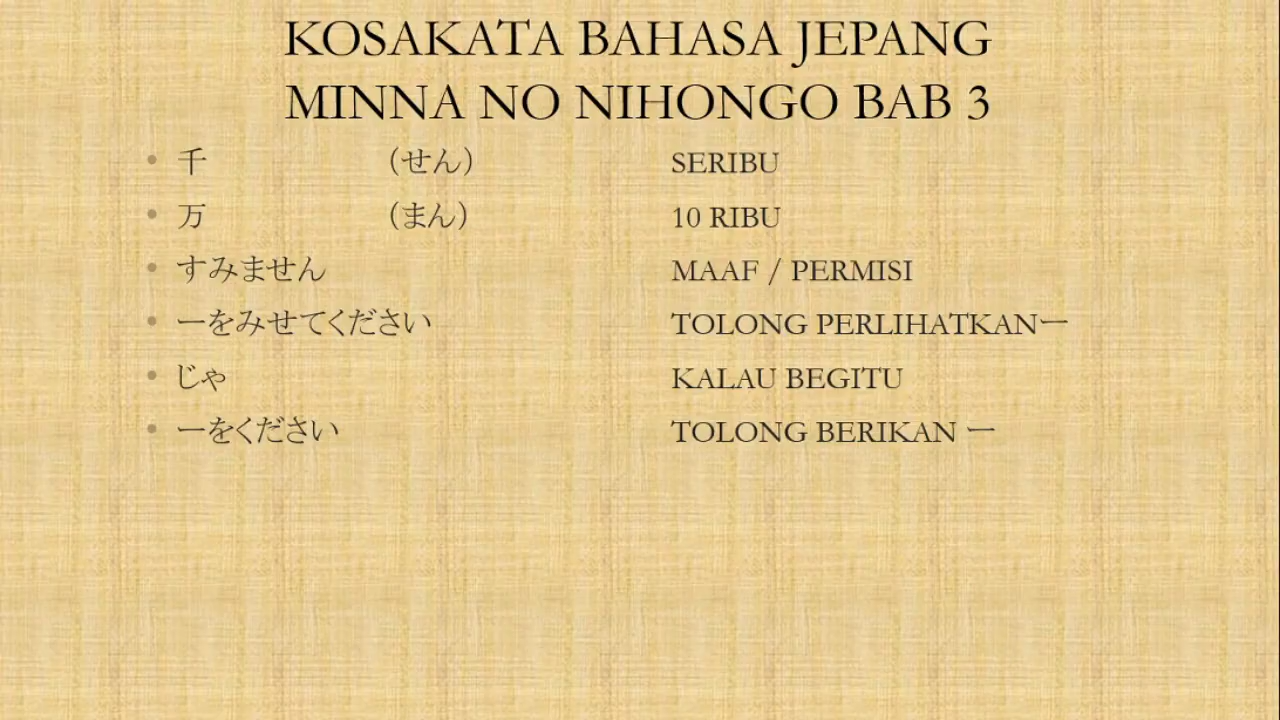 KOSAKATA BAHASA JEPANG
MINNA NO NIHONGO BAB 3
• 千 （せん） SERIBU
• 万 （まん） 10 RIBU
• すみません MAAF / PERMISI
• ーをみせてください TOLONG PERLIHATKANー
• じゃ KALAU BEGITU
• ーをください TOLONG BERIKAN ー